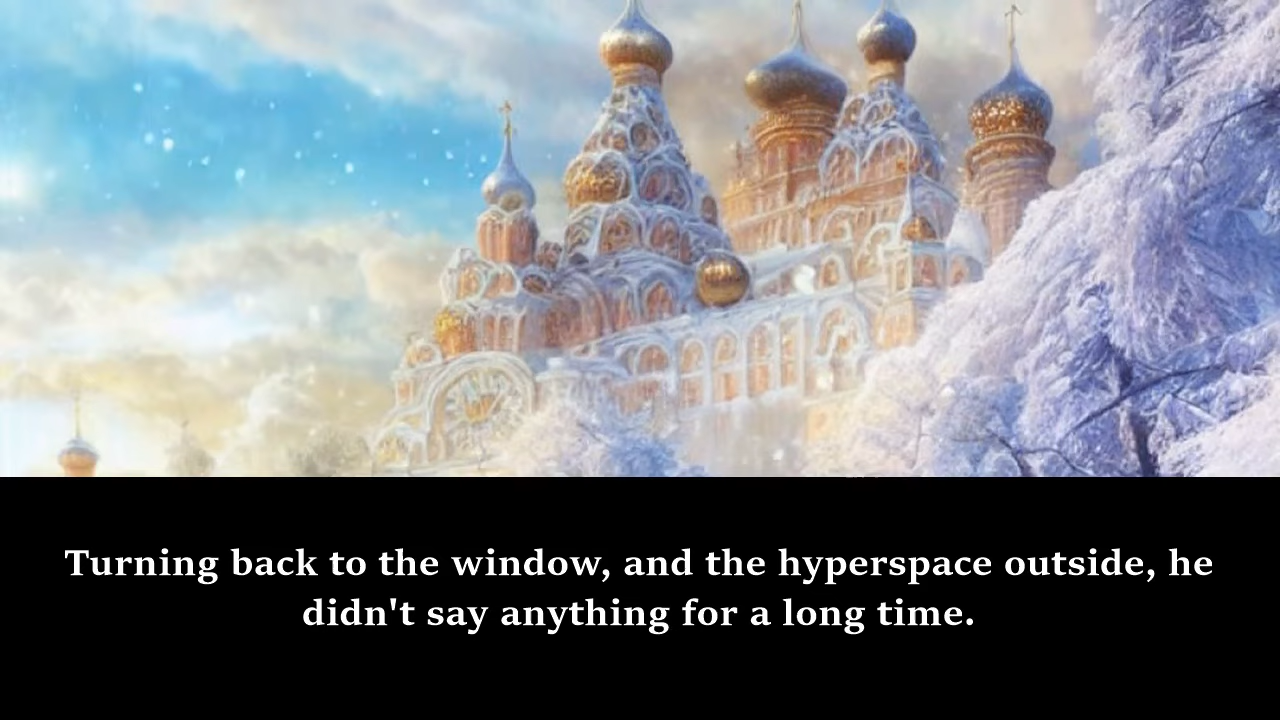 Turning back to the window, and the hyperspace outside, he
didn't say anything for a long time.